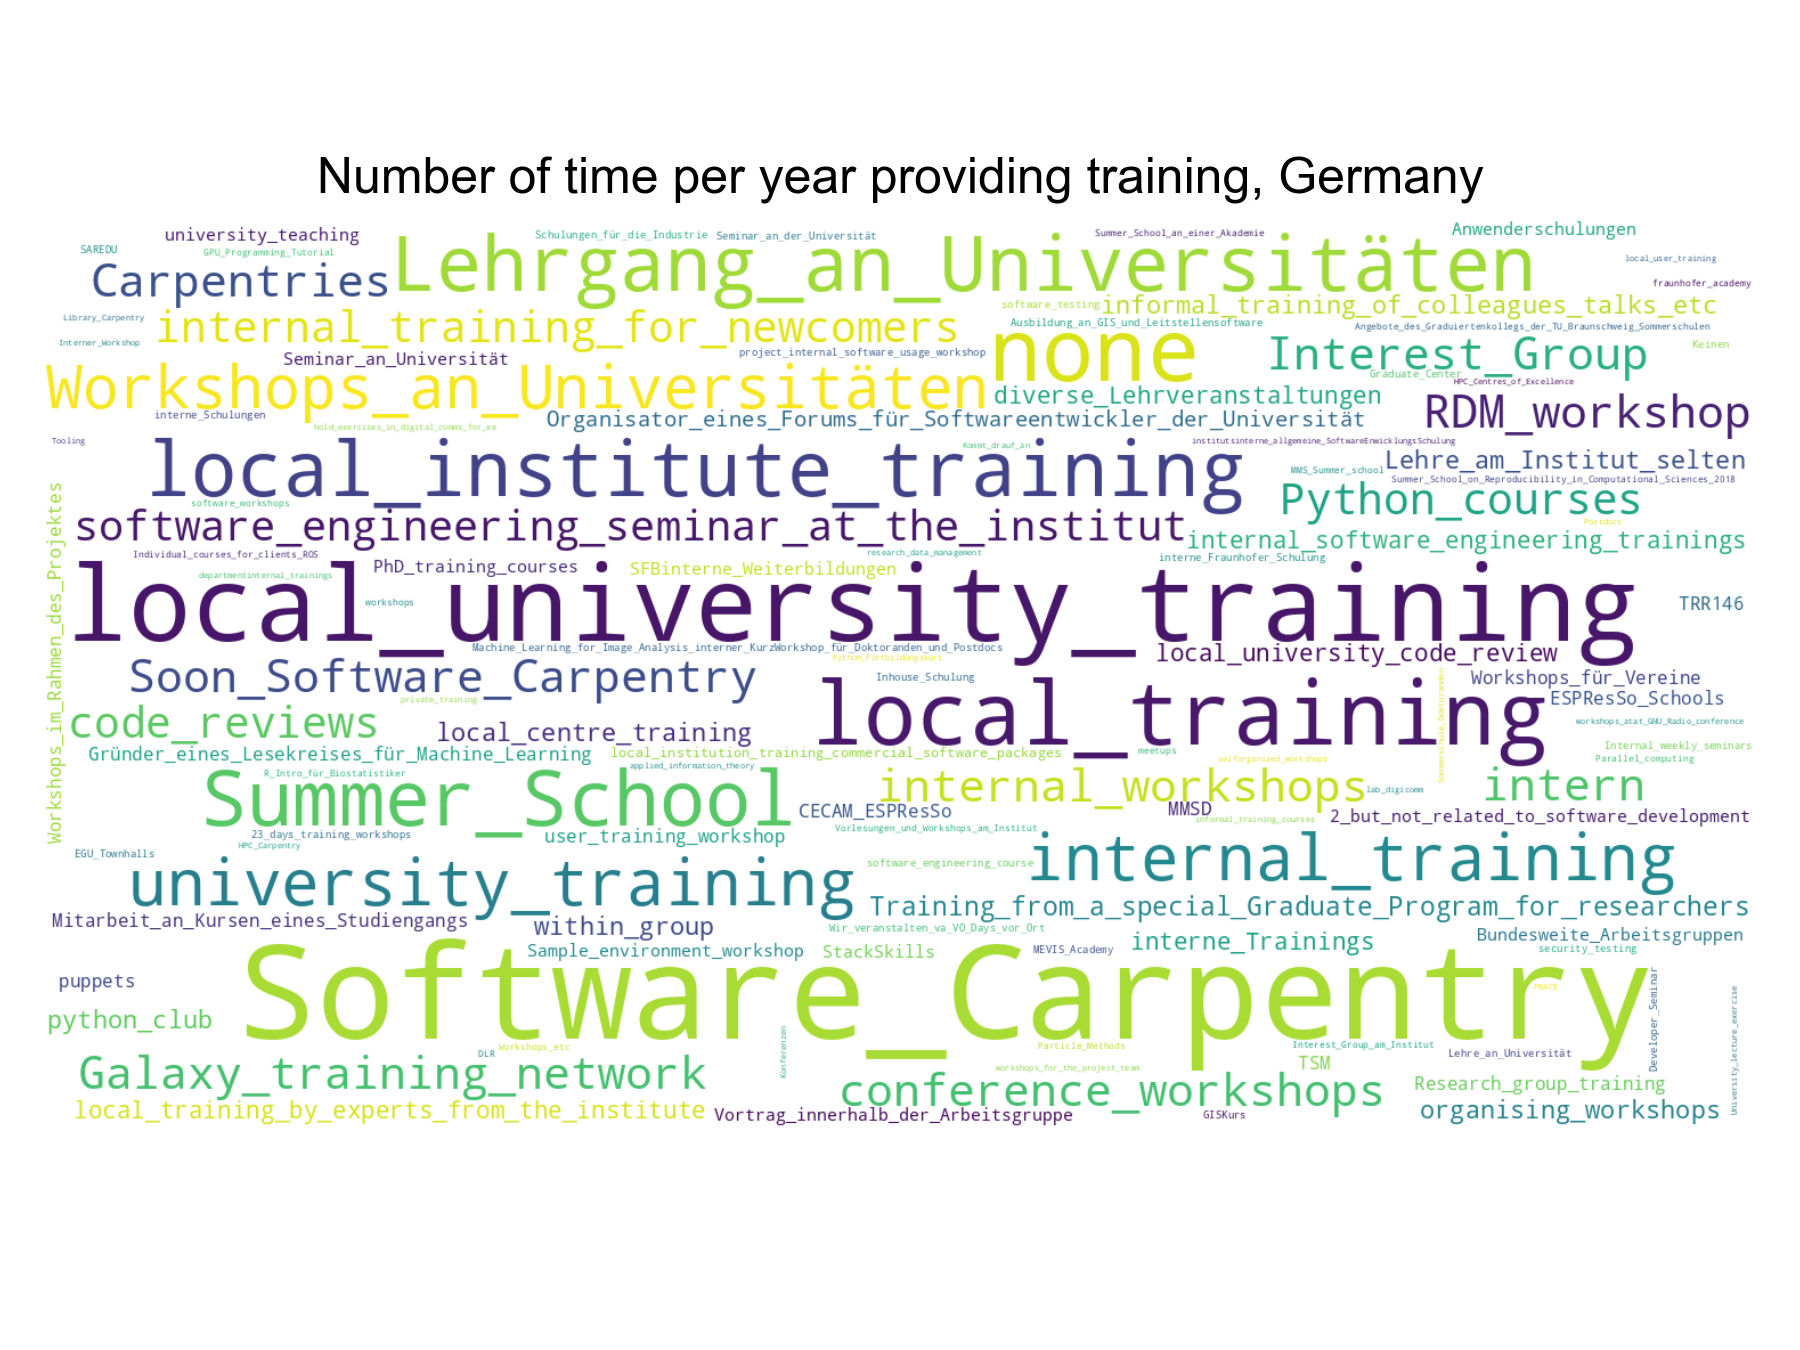 Number of time per year providing training, Germany
SAREDU
university_teaching
GPU_Programming_Tutorial
Carpentries
Lehrgang_an_Universitäten
Schulungen_für_die_Industrie
Seminar_an_der_Universität
Summer_School_an_einer_Akademie
Anwenderschulungen
local_user_training
fraunhofer_academy
software_testing
informal_training_of_colleagues_talks_etc
Library_Carpentry
internal_training_for_newcomers
Ausbildung_an_GIS_und_Leitstellensoftware
Angebote_des_Graduiertenkollegs_der_TU_Braunschweig_Sommerschulen
Interner_Workshop
Seminar_an_Universität
project_internal_software_usage_workshop
none
Interest_Group
Keinen
Graduate_Center
HPC_Centres_of_Excellence
Workshops_an_Universitäten
diverse_Lehrveranstaltungen
interne_Schulungen
hold_exercises_in_digital_comms_for_ee
Organisator_eines_Forums_für_Softwareentwickler_der_Universität
RDM_workshop
Tooling
Kommt_drauf_an
institutsinterne_allgemeine_SoftwareEnwicklungsSchulung
local_institute_training
MMS_Summer_school
Lehre_am_Institut_selten
Summer_School_on_Reproducibility_in_Computational_Sciences_2018
software_workshops
Python_courses
Postdocs
software_engineering_seminar_at_the_institut
internal_software_engineering_trainings
Workshops_im_Rahmen_des_Projektes
Individual_courses_for_clients_ROS
PhD_training_courses
research_data_management
interne_Fraunhofer_Schulung
departmentinternal_trainings
SFBinterne_Weiterbildungen
workshops
local_university_training
TRR146
Machine_Learning_for_Image_Analysis_interner_KurzWorkshop_für_Doktoranden_und_Postdocs
Python_Fortbildungskurs
local_university_code_review
Soon_Software_Carpentry
Inhouse_Schulung
Sommerschule_Doktoranden
Workshops_für_Vereine
private_training
ESPResSo_Schools
code_reviews
local_centre_training
local_training
workshops_atat_GNU_Radio_conference
Gründer_eines_Lesekreises_für_Machine_Learning
local_institution_training_commercial_software_packages
meetups
selforganized_workshops
Internal_weekly_seminars
Parallel_computing
R_Intro_für_Biostatistiker
applied_information_theory
Summer_School
internal_workshops
lab_digicomm
intern
CECAM_ESPResSo
MMSD
informal_training_courses
2_but_not_related_to_software_development
23_days_training_workshops
HPC_Carpentry
user_training_workshop
Vorlesungen_und_Workshops_am_Institut
EGU_Townhalls
software_engineering_course
internal_training
university_training
Training_from_a_special_Graduate_Program_for_researchers
Mitarbeit_an_Kursen_eines_Studiengangs
within_group
Wir_veranstalten_va_VO_Days_vor_Ort
Sample_environment_workshop
StackSkills
MEVIS_Academy
interne_Trainings
Bundesweite_Arbeitsgruppen
security_testing
puppets
Software_Carpentry
PRACE
Developer_Seminar
University_lecture_exercise
python_club
DLR
Workshops_etc
Konferenzen
Particle_Methods
Interest_Group_am_Institut
Lehre_an_Universität
Galaxy_training_network
workshops_for_the_project_team
TSM
conference_workshops
Research_group_training
local_training_by_experts_from_the_institute
Vortrag_innerhalb_der_Arbeitsgruppe
GISKurs
organising_workshops